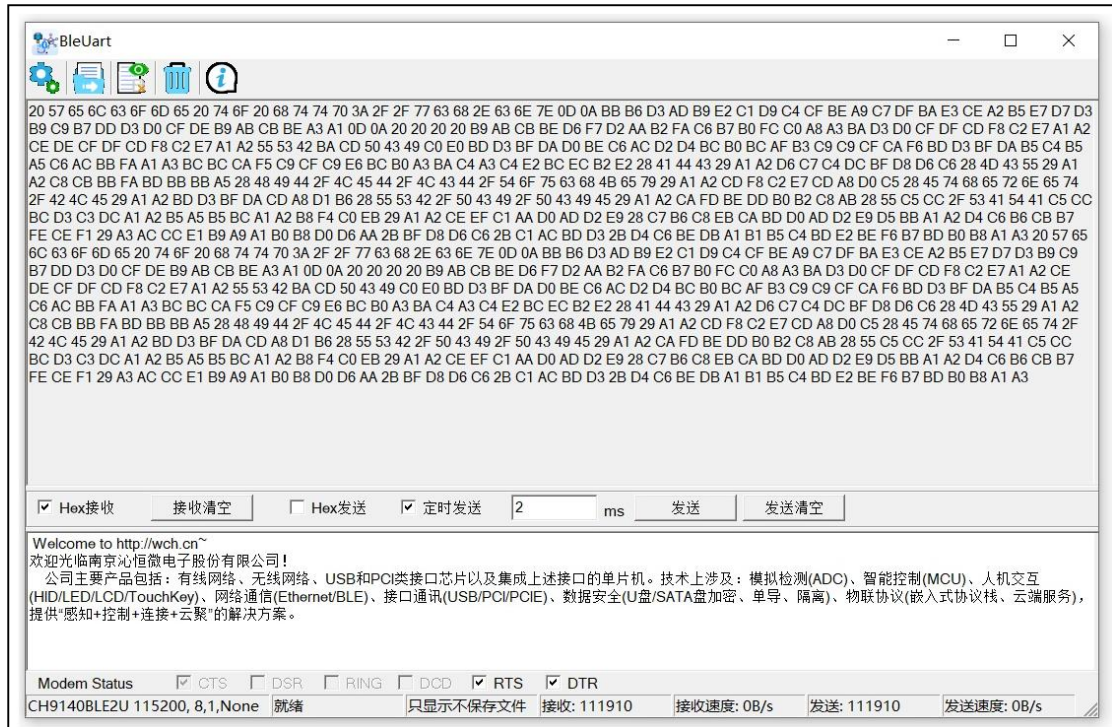 BleUart
20 57 65 6C 63 6F 6D 65 20 74 6F 20 68 74 74 70 3A 2F 2F 77 63 68 2E 63 6E 7E 0D 0A BB B6 D3 AD B9 E2 C1 D9 C4 CF BE A9 C7 DF BA E3 CE A2 B5 E7 D7 D3
B9 C9 B7 DD D3 D0 CF DE B9 AB CB BE A3 A1 0D 0A 20 20 20 20 B9 AB CB BE D6 F7 D2 AA B2 FA C6 B7 B0 FC C0 A8 A3 BA D3 D0 CF DF CD F8 C2 E7 A1 A2
CE DE CF DF CD F8 C2 E7 A1 A2 55 53 42 BA CD 50 43 49 C0 E0 BD D3 BF DA D0 BE C6 AC D2 D4 BC B0 BC AF B3 C9 C9 CF CA F6 BD D3 BF DA B5 C4 B5
A5 C6 AC BB FA A1 A3 BC BC CA F5 C9 CF C9 E6 BC B0 A3 BA C4 A3 C4 E2 BC EC B2 E2 28 41 44 43 29 A1 A2 D6 C7 C4 DC BF D8 D6 C6 28 4D 43 55 29 A1
A2 C8 CB BB FA BD BB BB A5 28 48 49 44 2F 4C 45 44 2F 4C 43 44 2F 54 6F 75 63 68 4B 65 79 29 A1 A2 CD F8 C2 E7 CD A8 D0 C5 28 45 74 68 65 72 6E 65 74
2F 42 4C 45 29 A1 A2 BD D3 BF DA CD A8 D1 B6 28 55 53 42 2F 50 43 49 2F 50 43 49 45 29 A1 A2 CA FD BE DD B0 B2 C8 AB 28 55 C5 CC 2F 53 41 54 41 C5 CC
BC D3 C3 DC A1 A2 B5 A5 B5 BC A1 A2 B8 F4 C0 EB 29 A1 A2 CE EF C1 AA D0 AD D2 E9 28 C7 B6 C8 EB CA BD D0 AD D2 E9 D5 BB A1 A2 D4 C6 B6 CB B7
FE CE F1 29 A3 AC CC E1 B9 A9 A1 B0 B8 D0 D6 AA 2B BF D8 D6 C6 2B C1 AC BD D3 2B D4 C6 BE DB A1 B1 B5 C4 BD E2 BE F6 B7 BD B0 B8 A1 A3 20 57 65
6C 63 6F 6D 65 20 74 6F 20 68 74 74 70 3A 2F 2F 77 63 68 2E 63 6E 7E 0D 0A BB B6 D3 AD B9 E2 C1 D9 C4 CF BE A9 C7 DF BA E3 CE A2 B5 E7 D7 D3 B9 C9
B7 DD D3 D0 CF DE B9 AB CB BE A3 A1 0D 0A 20 20 20 20 B9 AB CB BE D6 F7 D2 AA B2 FA C6 B7 B0 FC C0 A8 A3 BA D3 D0 CF DF CD F8 C2 E7 A1 A2 CE
DE CF DF CD F8 C2 E7 A1 A2 55 53 42 BA CD 50 43 49 C0 E0 BD D3 BF DA D0 BE C6 AC D2 D4 BC B0 BC AF B3 C9 C9 CF CA F6 BD D3 BF DA B5 C4 B5 A5
C6 AC BB FA A1 A3 BC BC CA F5 C9 CF C9 E6 BC B0 A3 BA C4 A3 C4 E2 BC EC B2 E2 28 41 44 43 29 A1 A2 D6 C7 C4 DC BF D8 D6 C6 28 4D 43 55 29 A1 A2
C8 CB BB FA BD BB BB A5 28 48 49 44 2F 4C 45 44 2F 4C 43 44 2F 54 6F 75 63 68 4B 65 79 29 A1 A2 CD F8 C2 E7 CD A8 D0 C5 28 45 74 68 65 72 6E 65 74 2F
42 4C 45 29 A1 A2 BD D3 BF DA CD A8 D1 B6 28 55 53 42 2F 50 43 49 2F 50 43 49 45 29 A1 A2 CA FD BE DD B0 B2 C8 AB 28 55 C5 CC 2F 53 41 54 41 C5 CC
BC D3 C3 DC A1 A2 B5 A5 B5 BC A1 A2 B8 F4 C0 EB 29 A1 A2 CE EF C1 AA D0 AD D2 E9 28 C7 B6 C8 EB CA BD D0 AD D2 E9 D5 BB A1 A2 D4 C6 B6 CB B7
FE CE F1 29 A3 AC CC E1 B9 A9 A1 B0 B8 D0 D6 AA 2B BF D8 D6 C6 2B C1 AC BD D3 2B D4 C6 BE DB A1 B1 B5 C4 BD E2 BE F6 B7 BD B0 B8 A1 A3
Hex接收 接收清空 Hex发送 定时发送 2 ms 发送 发送清空
Welcome to http://wch.cn~
欢迎光临南京沁恒微电子股份有限公司!
公司主要产品包括：有线网络、无线网络、USB和PCI类接口芯片以及集成上述接口的单片机。技术上涉及：模拟检测(ADC)、智能控制(MCU)、人机交互
(HID/LED/LCD/TouchKey)、网络通信(Ethernet/BLE)、接口通讯(USB/PCI/PCIE)、数据安全(U盘/SATA盘加密、单导、隔离)、物联协议(嵌入式协议栈、云端服务)，
提供“感知+控制+连接+云聚”的解决方案。
Modem Status CTS DSR RING DCD RTS DTR
CH9140BLE2U 115200, 8,1,None 就绪 只显示不保存文件 接收: 111910 接收速度: 0B/s 发送: 111910 发送速度: 0B/s